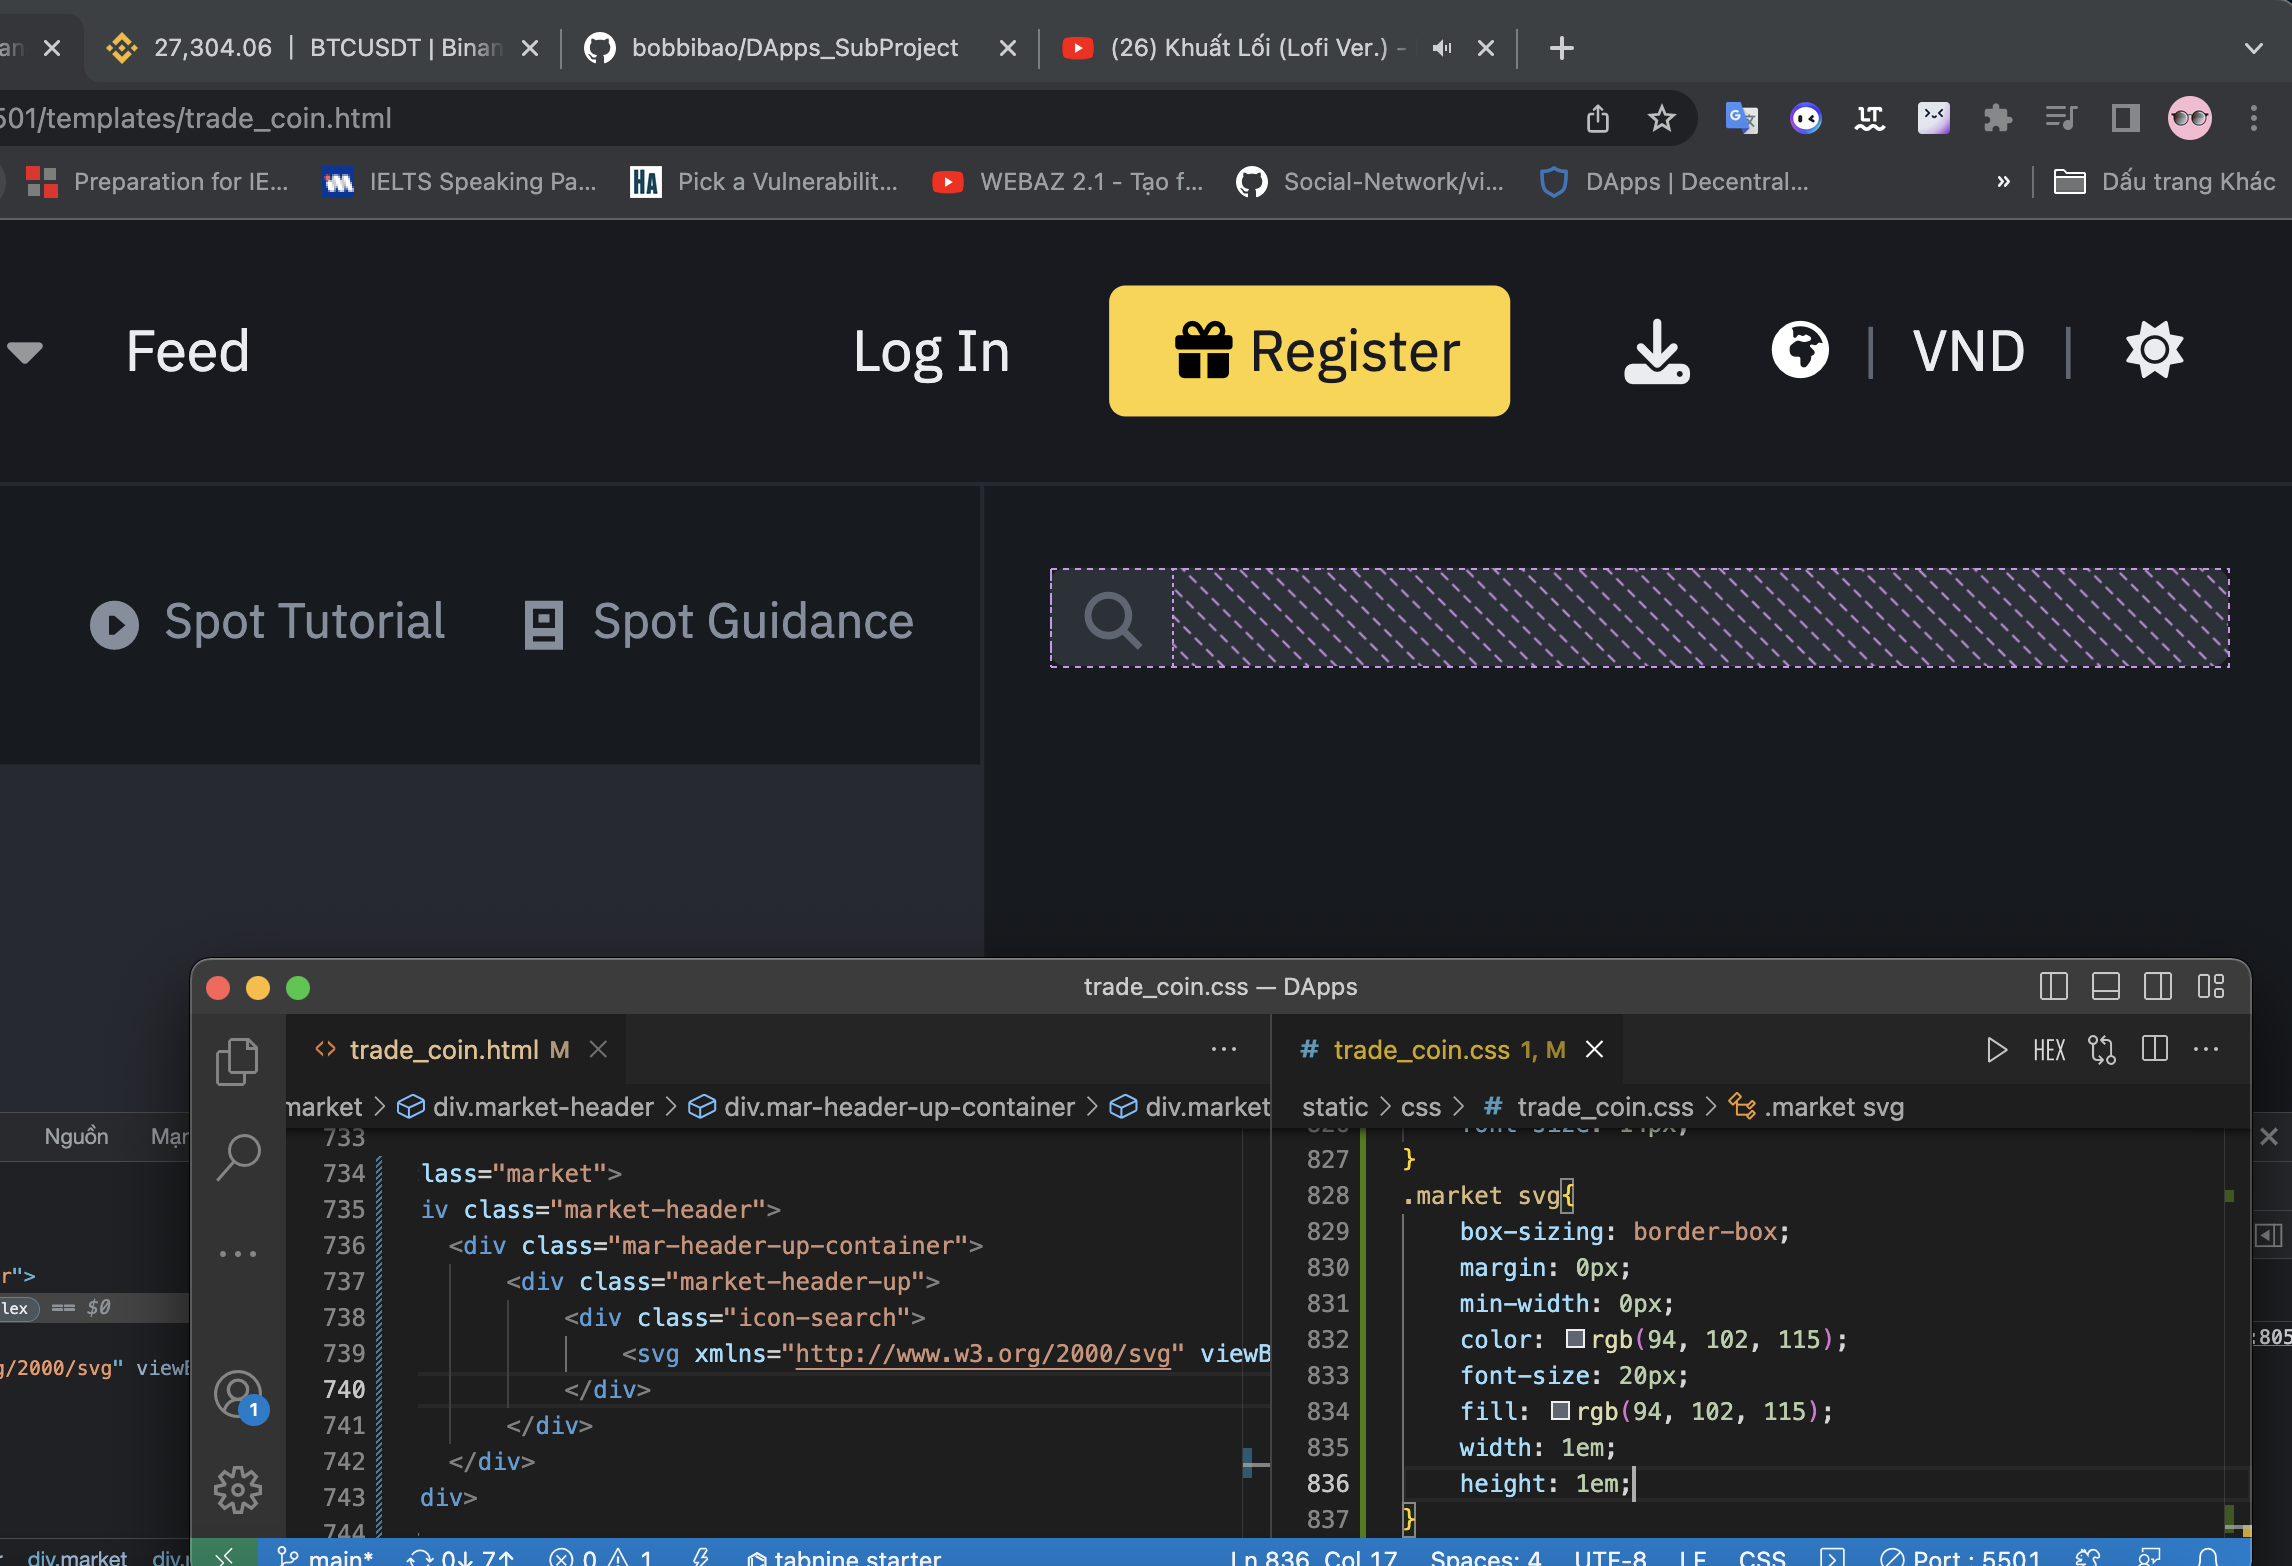 27,304.06 | BTCUSDT | Binan
bobbibao/DApps_SubProject
(26) Khuất Lối (Lofi Ver.) -
501/templates/trade_coin.html
Preparation for IE...
IELTS Speaking Pa...
HA
Pick a Vulnerabilit...
WEBAZ 2.1 - Tạo f...
Social-Network/vi...
DApps | Decentral...
»
Dấu trang Khác
Feed
Log In
Register
VND
Spot Tutorial
Spot Guidance
trade_coin.css — DApps
trade_coin.html M
trade_coin.css 1, M
HEX
market > div.market-header > div.mar-header-up-container > div.market
static > css > # trade_coin.css > .market svg
Nguồn
Mạn
r">
lex == $0
g/2000/svg" viewB
div.market
733
734 lass="market">
735 iv class="market-header">
736 <div class="mar-header-up-container">
737 <div class="market-header-up">
738 <div class="icon-search">
739 <svg xmlns="http://www.w3.org/2000/svg" viewB
740 </div>
741 </div>
742 </div>
743 div>
744
827 }
828 .market svg{
829 box-sizing: border-box;
830 margin: 0px;
831 min-width: 0px;
832 color: rgb(94, 102, 115);
833 font-size: 20px;
834 fill: rgb(94, 102, 115);
835 width: 1em;
836 height: 1em;
837 }
:805
1
main* 0↓ 7↑ 0 1 tabnine starter
Ln 836, Col 17 Spaces: 4 UTF-8 LF CSS Port : 5501